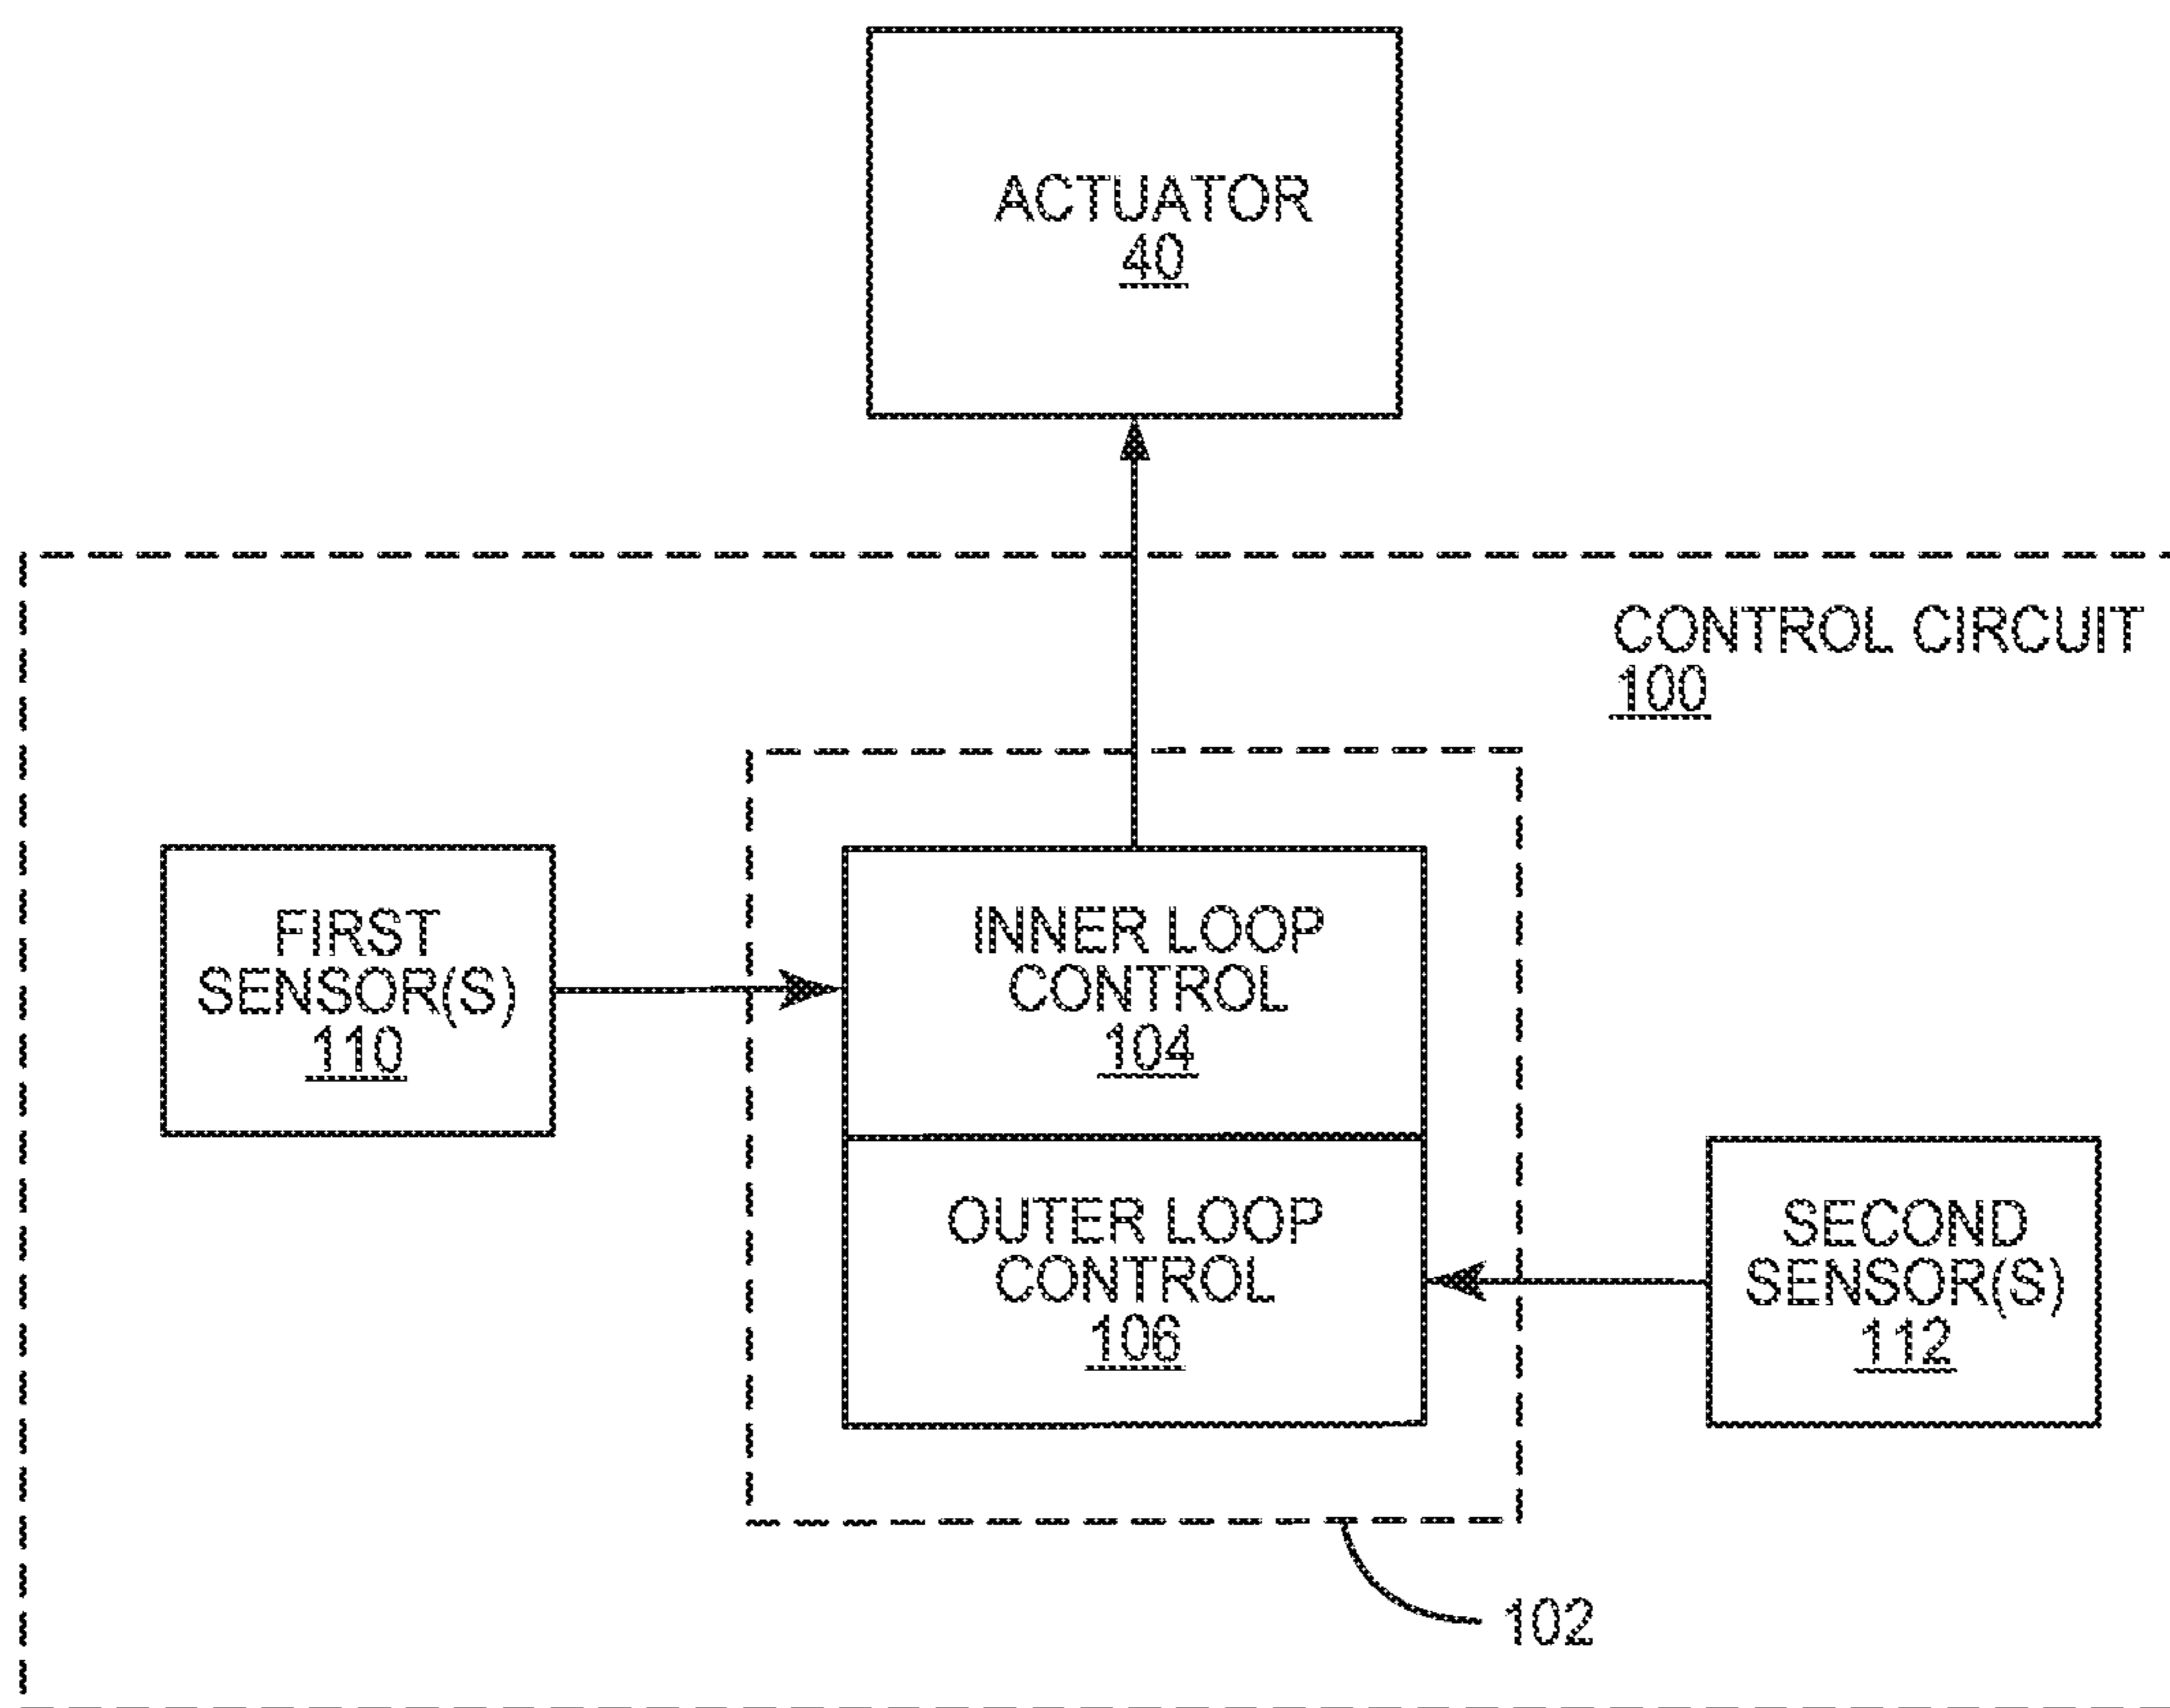 ACTUATOR
40
CONTROL CIRCUIT
100
FIRST
SENSOR(S)
110
INNER LOOP
CONTROL
104
OUTER LOOP
CONTROL
106
SECOND
SENSOR(S)
112
102